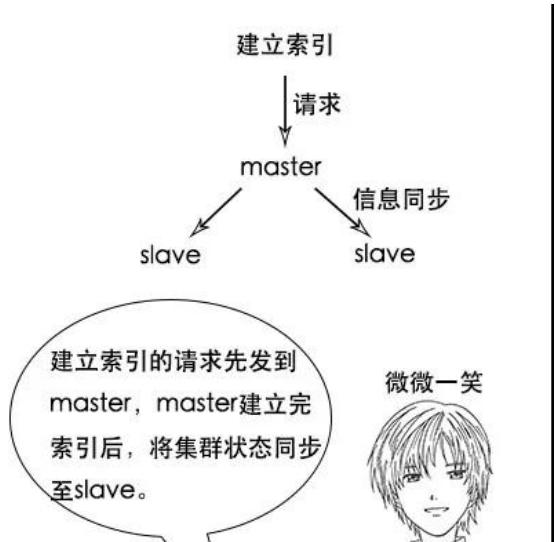 建立索引
请求
master
信息同步
slave
slave
建立索引的请求先发到
master，master建立完
索引后，将集群状态同步
至slave。
微微一笑